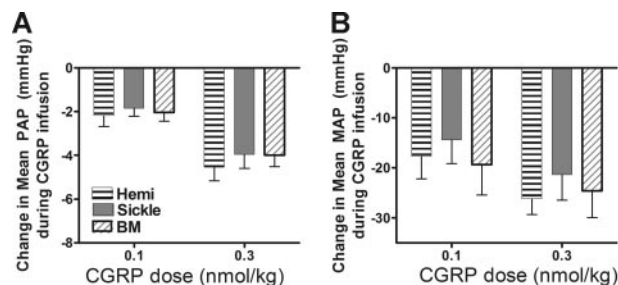 A
Change in Mean PAP (mmHg)
during CGRP infusion
0
-2
-4
-6
-8
Hemi
Sickle
BM
0.1
0.3
CGRP dose (nmol/kg)
B
Change in Mean MAP (mmHg)
during CGRP infusion
0
-10
-20
-30
0.1
0.3
CGRP dose (nmol/kg)